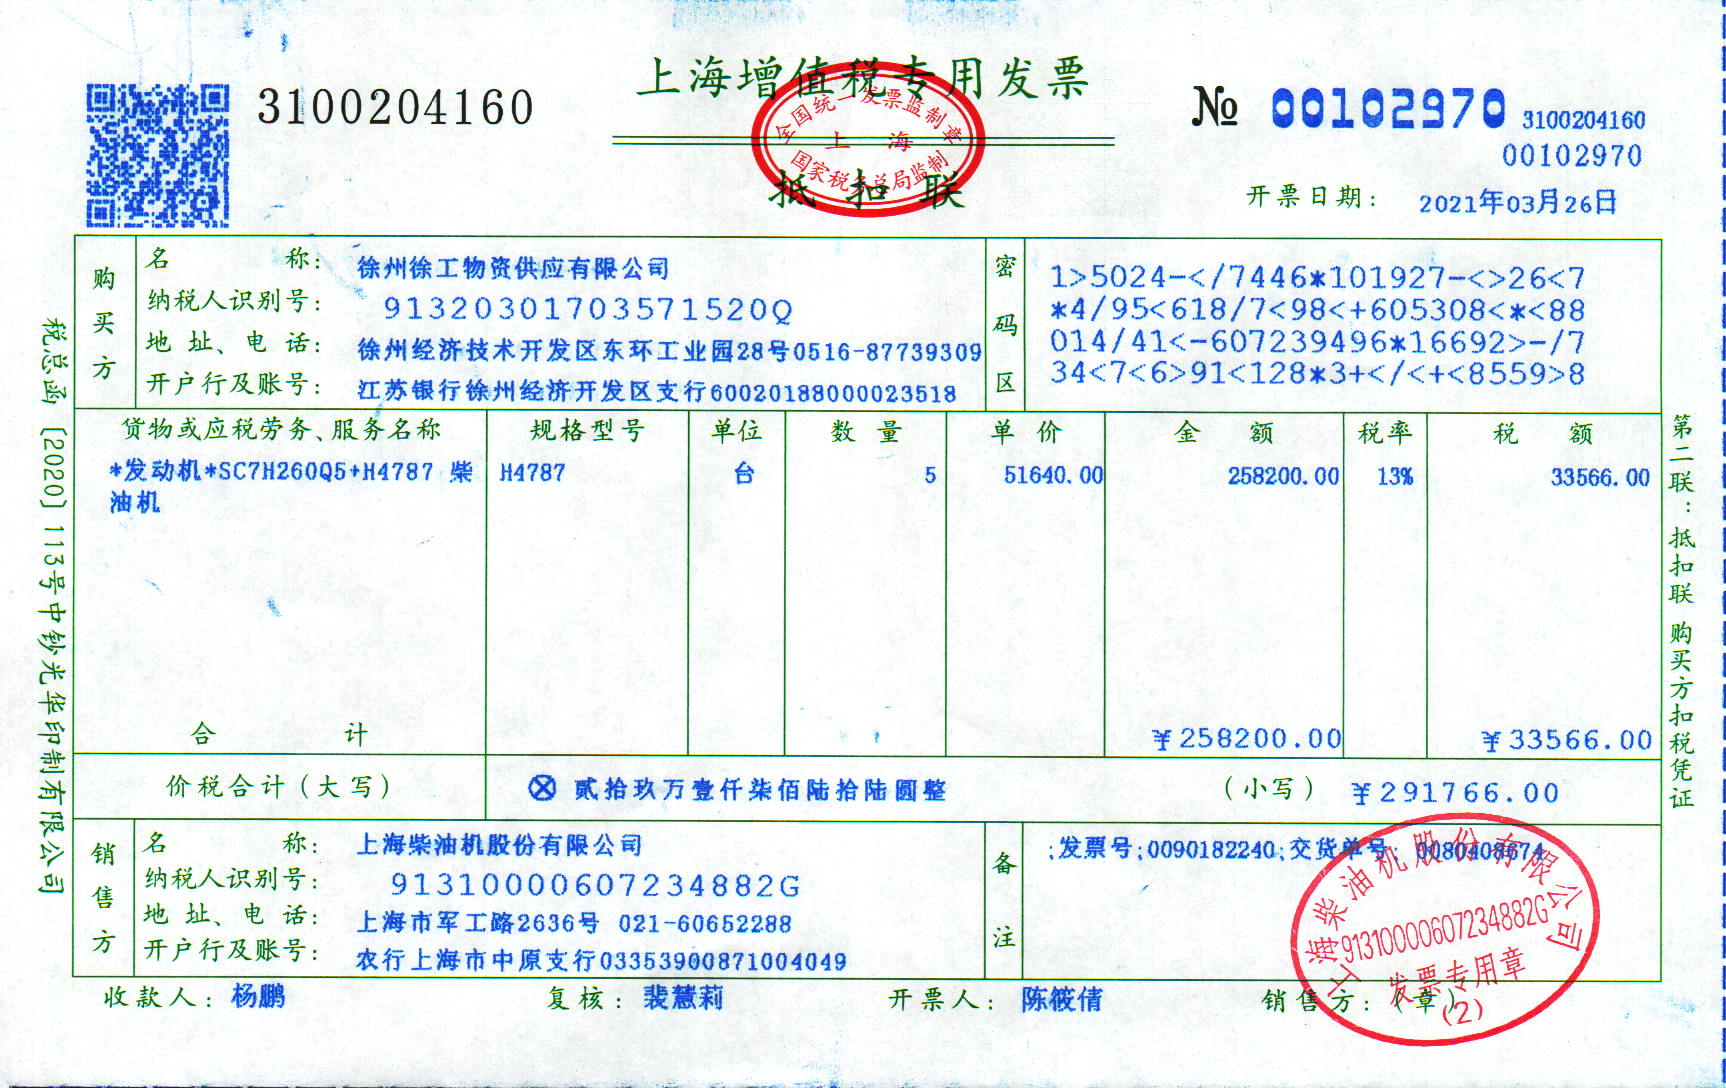 上海增值税专用发票
3100204160
№ 00102970
3100204160
00102970
全国统一发票监制章
上海
国家税务总局监制
抵扣联
开票日期： 2021年03月26日
购买方
名称： 徐州徐工物资供应有限公司
纳税人识别号： 91320301703571520Q
地址、电话： 徐州经济技术开发区东环工业园28号0516-87739309
开户行及账号： 江苏银行徐州经济开发区支行60020188000023518
密码区
1>5024-</7446*101927-<>26<7
*4/95<618/7<98<+605308<*<88
014/41<-607239496*16692>-/7
34<7<6>91<128*3+</<+<8559>8
货物或应税劳务、服务名称 规格型号 单位 数量 单价 金额 税率 税额
*发动机*SC7H260Q5+H4787 柴 H4787 台 5 51640.00 258200.00 13% 33566.00
油机
合计 ¥258200.00 ¥33566.00
价税合计（大写） ⊗ 贰拾玖万壹仟柒佰陆拾陆圆整 （小写） ¥291766.00
销售方
名称： 上海柴油机股份有限公司
纳税人识别号： 91310000607234882G
地址、电话： 上海市军工路2636号 021-60652288
开户行及账号： 农行上海市中原支行03353900871004049
备注
;发票号;0090182240;交货单号; 0080408674
上海柴油机股份有限公司
91310000607234882G
发票专用章
(2)
收款人： 杨鹏 复核： 裴慧莉 开票人： 陈筱倩 销售方：（章）
税总函〔2020〕113号中钞光华印制有限公司
第二联：抵扣联 购买方扣税凭证